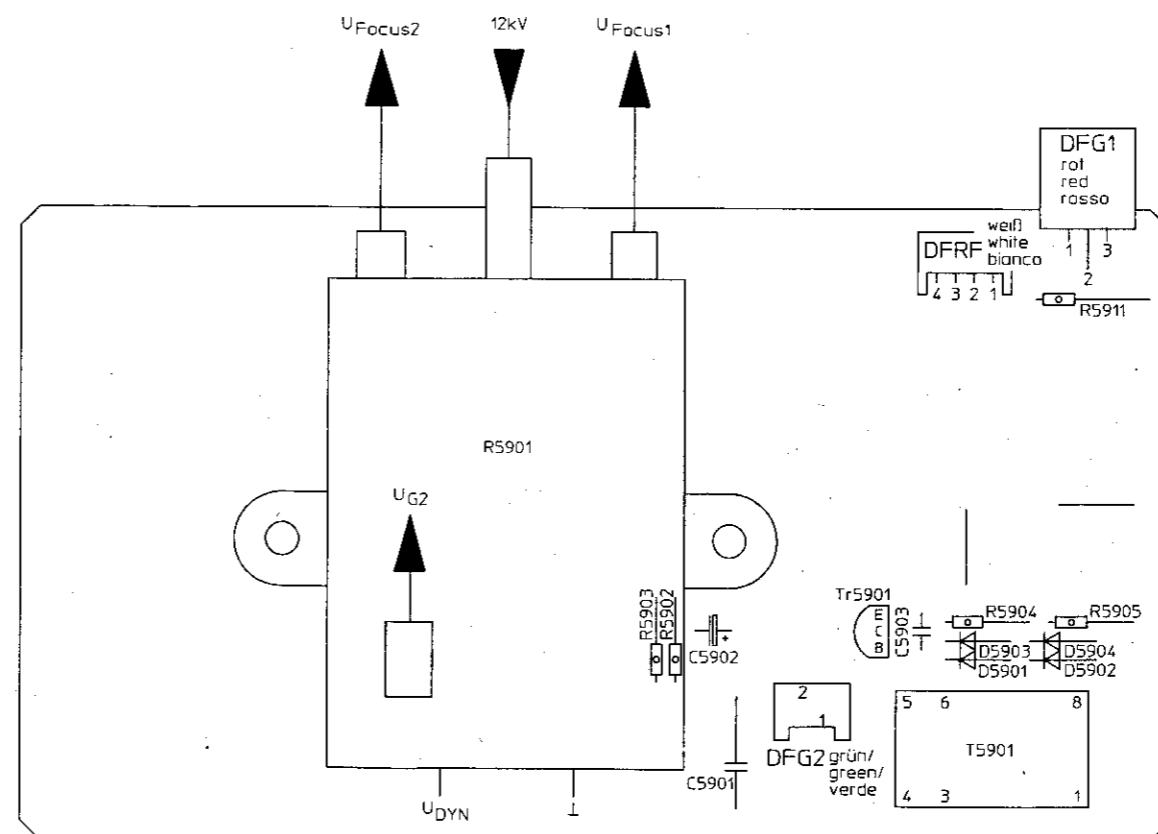 UFocus2
12kV
UFocus1
DFG1
rot
red
rosso
1 3
2
weiß
white
bianco
DFRF
4 3 2 1
R5911
R5901
UG2
R5903
R5902
C5902
Tr5901
E
C
B
C5903
R5904
R5905
D5903
D5904
D5901
D5902
2
1
DFG2
grün/
green/
verde
C5901
5 6 8
T5901
4 3 1
UDYN
⊥